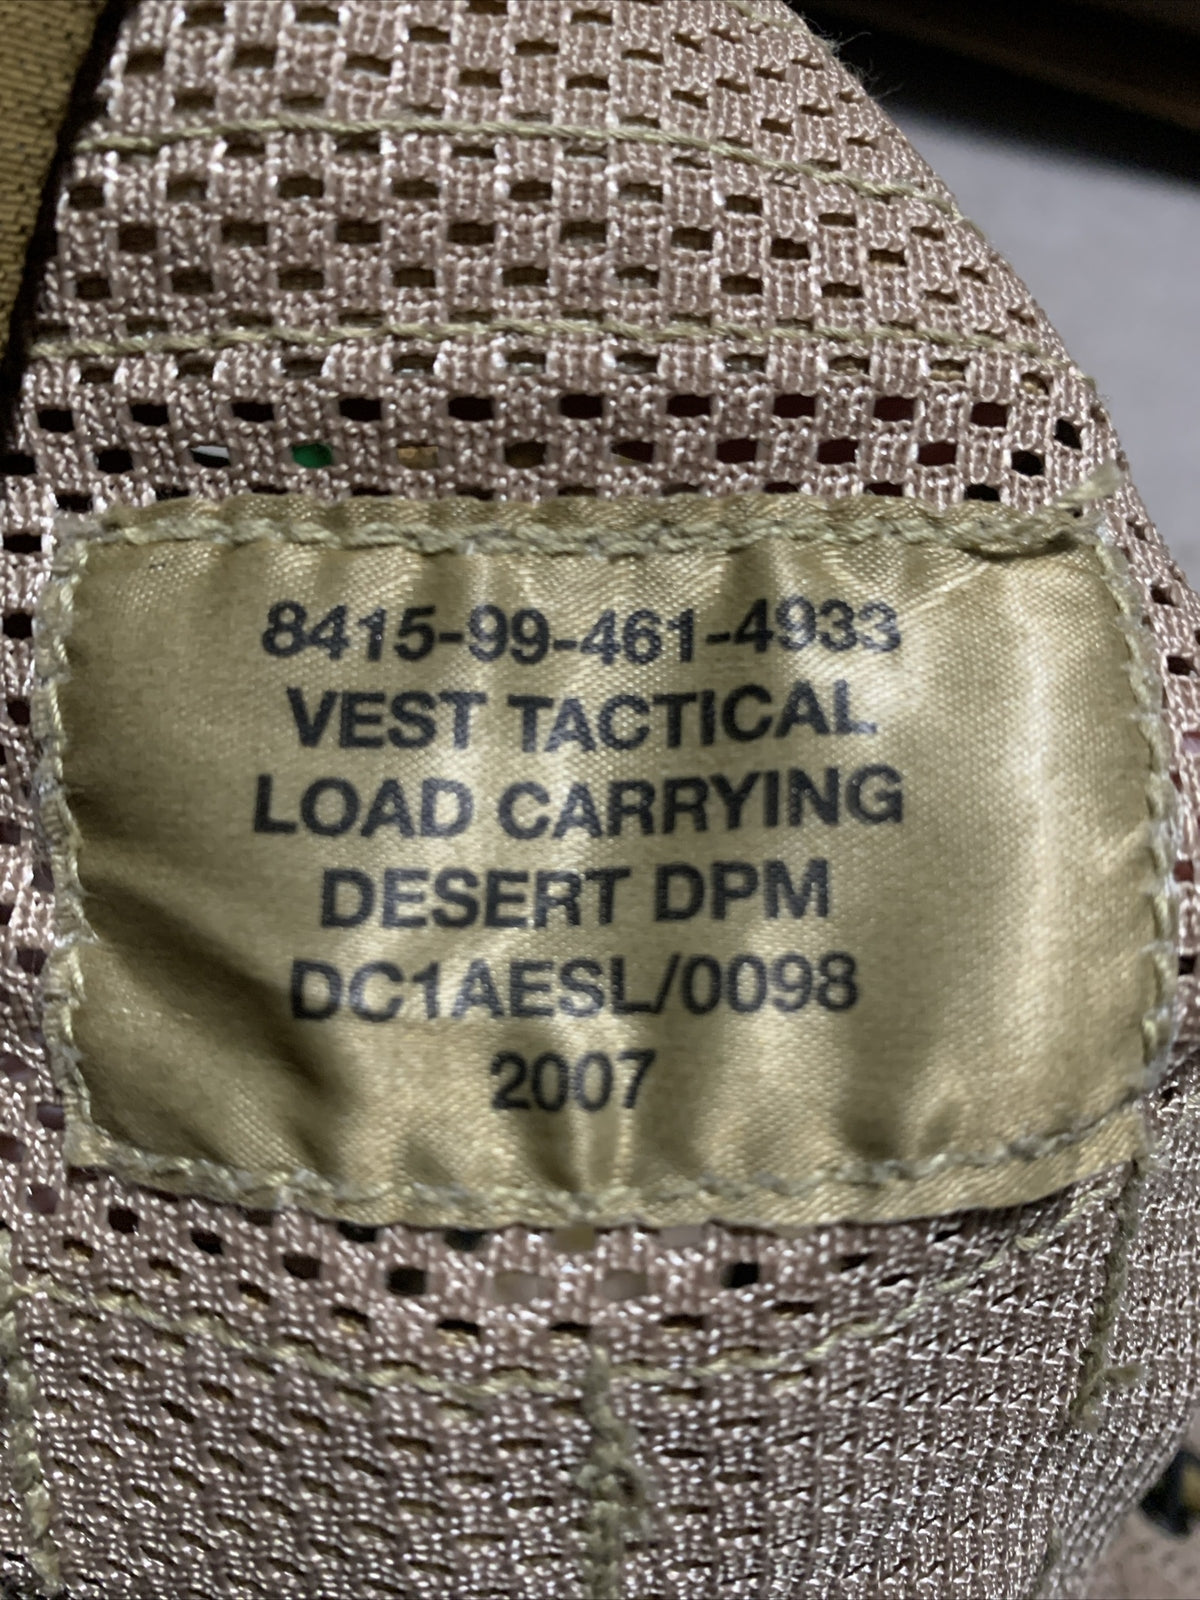 8415-99-461-4933
VEST TACTICAL
LOAD CARRYING
DESERT DPM
DC1AESL/0098
2007